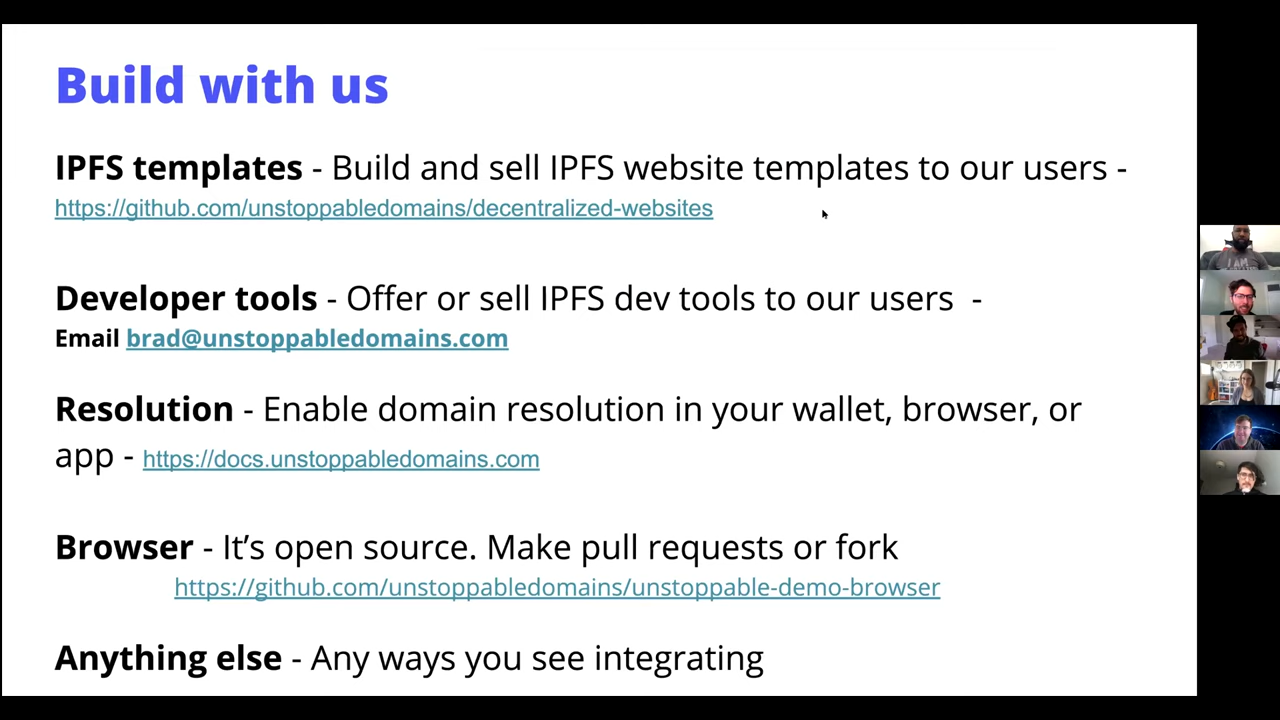 Build with us
IPFS templates - Build and sell IPFS website templates to our users -
https://github.com/unstoppabledomains/decentralized-websites
Developer tools - Offer or sell IPFS dev tools to our users -
Email brad@unstoppabledomains.com
Resolution - Enable domain resolution in your wallet, browser, or
app - https://docs.unstoppabledomains.com
Browser - It’s open source. Make pull requests or fork
https://github.com/unstoppabledomains/unstoppable-demo-browser
Anything else - Any ways you see integrating